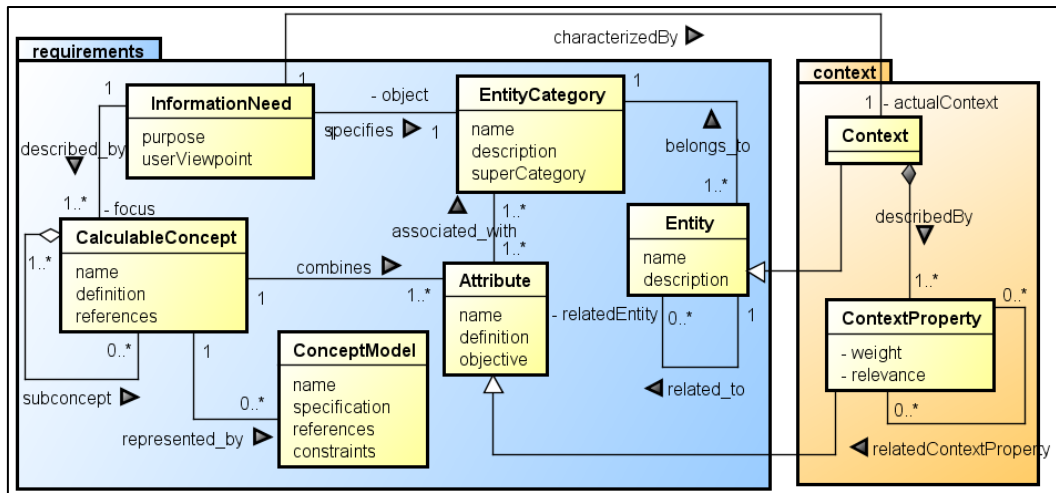 characterizedBy
requirements
context
1
1
- object
1
1 - actualContext
InformationNeed
EntityCategory
Context
purpose
userViewpoint
specifies
1
name
description
superCategory
described_by
belongs_to
1..*
- focus
1..*
1..*
describedBy
CalculableConcept
associated_with
Entity
1..*
1..*
name
definition
references
combines
name
description
1
1..*
Attribute
1..*
0..*
- relatedEntity
0..*
1
ContextProperty
name
definition
objective
- weight
- relevance
0..*
1
ConceptModel
subconcept
0..*
name
specification
references
constraints
related_to
0..*
represented_by
relatedContextProperty